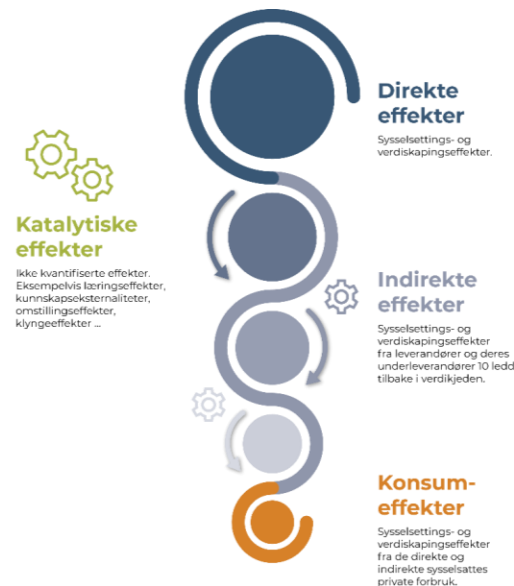 Direkte
effekter
Sysselsettings- og
verdiskapingseffekter.
Katalytiske
effekter
Ikke kvantifiserte effekter.
Eksempelvis læringseffekter,
kunnskapseksternaliteter,
omstillingseffekter,
klyngeeffekter ...
Indirekte
effekter
Sysselsettings- og
verdiskapingseffekter
fra leverandører og deres
underleverandører 10 ledd
tilbake i verdikjeden.
Konsum-
effekter
Sysselsettings- og
verdiskapingseffekter
fra de direkte og
indirekte sysselsattes
private forbruk.